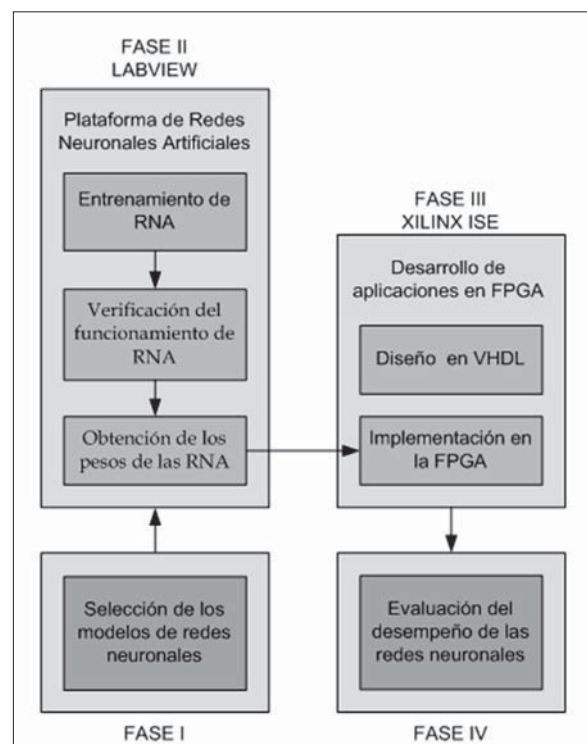 FASE II
LABVIEW
Plataforma de Redes
Neuronales Artificiales
Entrenamiento de
RNA
Verificación del
funcionamiento de
RNA
Obtención de los
pesos de las RNA
FASE III
XILINX ISE
Desarrollo de
aplicaciones en FPGA
Diseño en VHDL
Implementación en
la FPGA
Selección de los
modelos de redes
neuronales
FASE I
Evaluación del
desempeño de las
redes neuronales
FASE IV